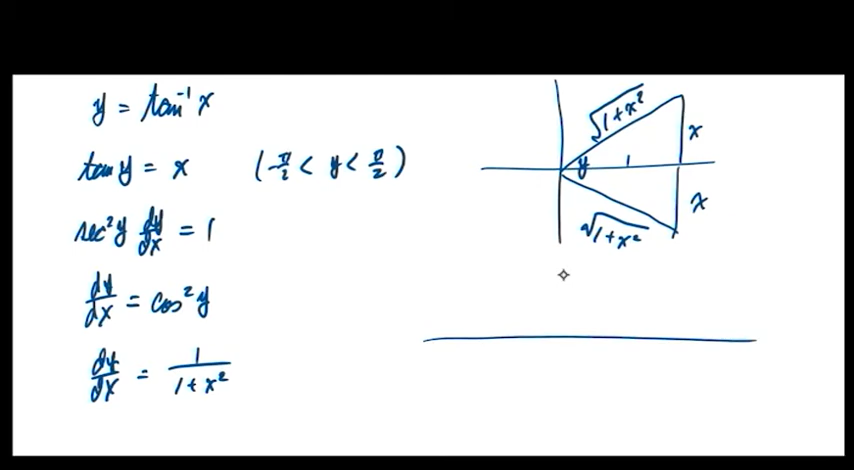 y = tan⁻¹ x
tan y = x (-π/2 < y < π/2)
sec² y dy/dx = 1
dy/dx = cos² y
dy/dx = 1/(1 + x²)
√(1+x²)
x
y
1
x
√(1+x²)